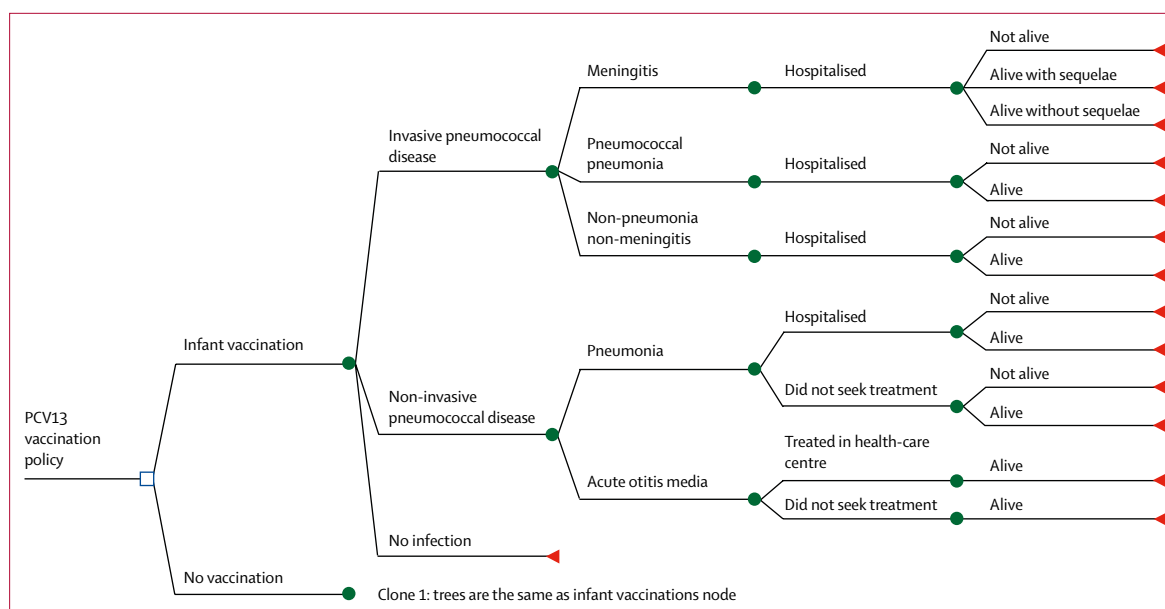 Not alive
Meningitis
Hospitalised
Alive with sequelae
Alive without sequelae
Invasive pneumococcal
disease
Pneumococcal
pneumonia
Hospitalised
Not alive
Alive
Non-pneumonia
non-meningitis
Hospitalised
Not alive
Alive
Infant vaccination
Non-invasive
pneumococcal disease
Pneumonia
Hospitalised
Not alive
Alive
Did not seek treatment
Not alive
Alive
PCV13
vaccination
policy
Acute otitis media
Treated in health-care
centre
Alive
Did not seek treatment
Alive
No infection
No vaccination
Clone 1: trees are the same as infant vaccinations node